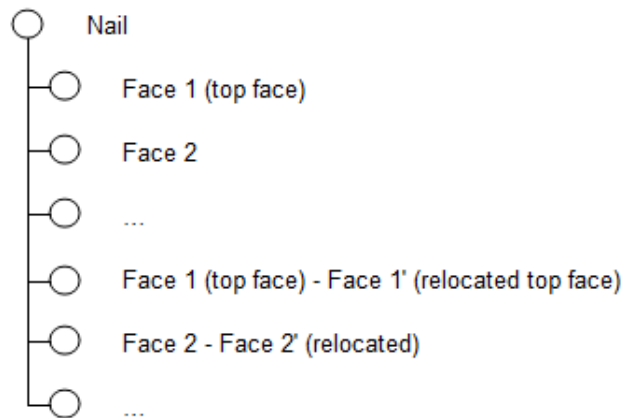 Nail
Face 1 (top face)
Face 2
...
Face 1 (top face) - Face 1' (relocated top face)
Face 2 - Face 2' (relocated)
...